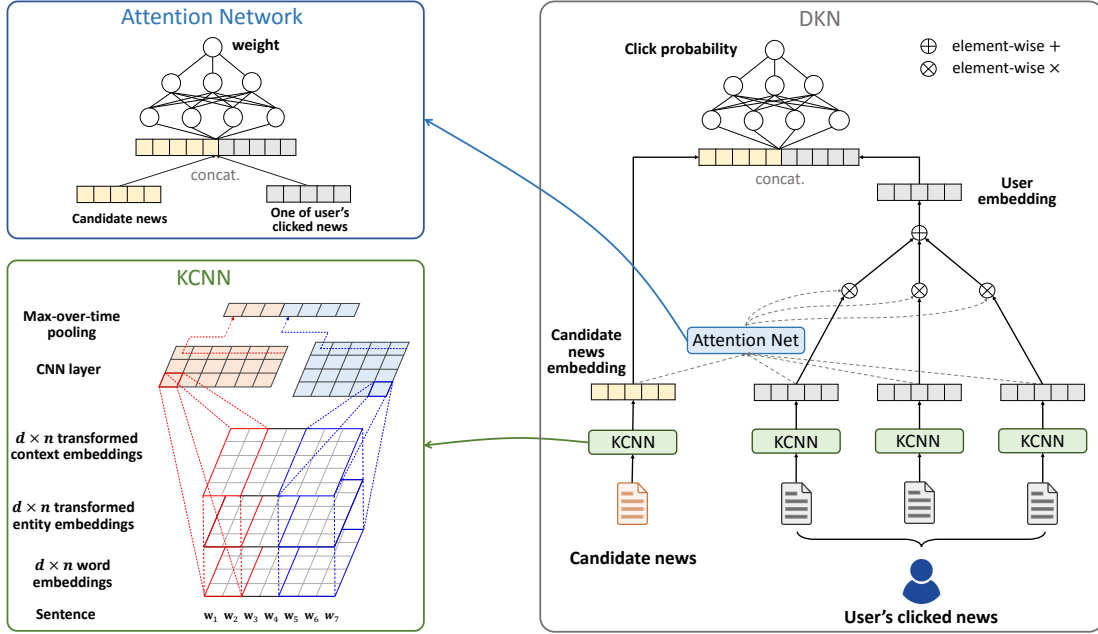 Attention Network
weight
concat.
Candidate news
One of user's
clicked news
KCNN
Max-over-time
pooling
CNN layer
d × n transformed
context embeddings
d × n transformed
entity embeddings
d × n word
embeddings
Sentence
w1 w2 w3 w4 w5 w6 w7
DKN
Click probability
element-wise +
element-wise ×
concat.
User
embedding
Candidate
news
embedding
Attention Net
KCNN
KCNN
KCNN
KCNN
Candidate news
User's clicked news